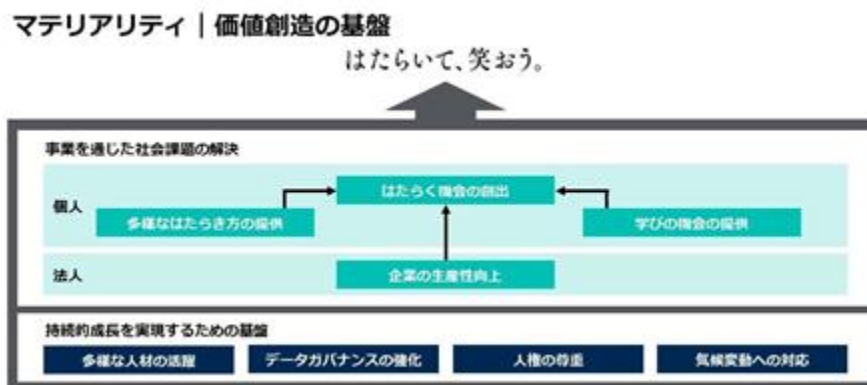 マテリアリティ｜価値創造の基盤
はたらいて、笑おう。
事業を通じた社会課題の解決
個人
はたらく機会の創出
多様なはたらき方の提供
学びの機会の提供
法人
企業の生産性向上
持続的成長を実現するための基盤
多様な人材の活躍
データガバナンスの強化
人権の尊重
気候変動への対応